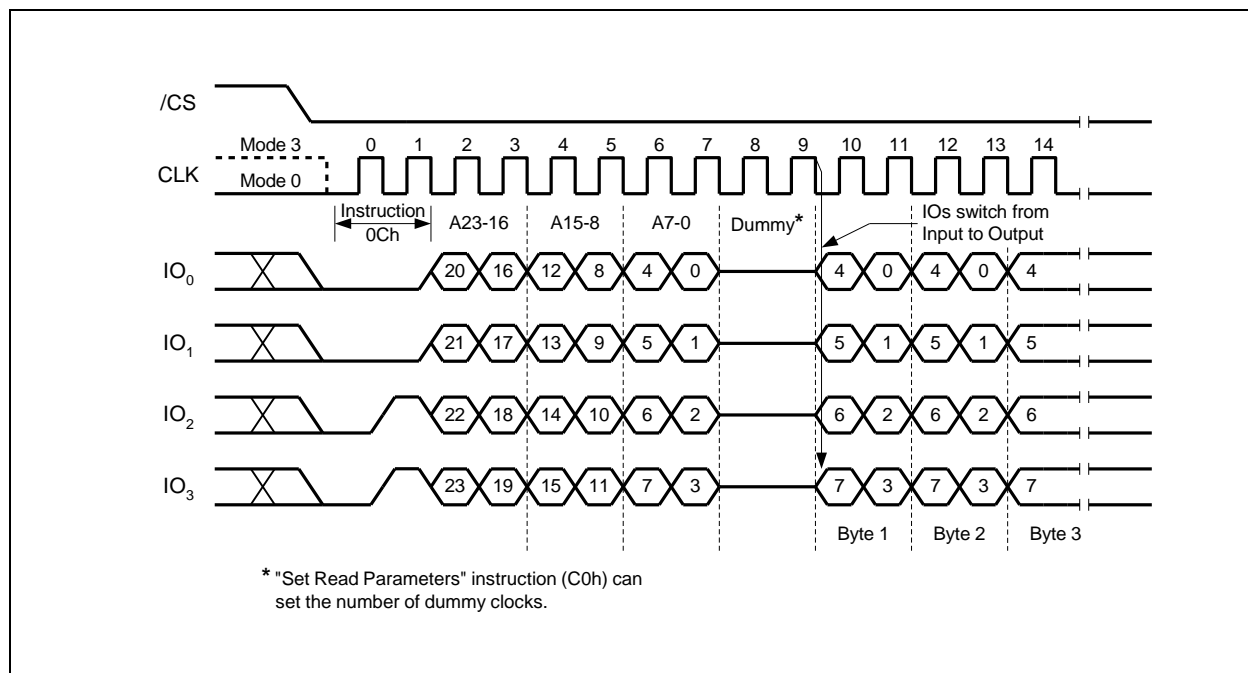 /CS
Mode 3
0 1 2 3 4 5 6 7 8 9 10 11 12 13 14
CLK
Mode 0
Instruction
0Ch
A23-16 A15-8 A7-0 Dummy*
IOs switch from
Input to Output
IO0 20 16 12 8 4 0 4 0 4 0 4
IO1 21 17 13 9 5 1 5 1 5 1 5
IO2 22 18 14 10 6 2 6 2 6 2 6
IO3 23 19 15 11 7 3 7 3 7 3 7
Byte 1 Byte 2 Byte 3
* "Set Read Parameters" instruction (C0h) can
set the number of dummy clocks.